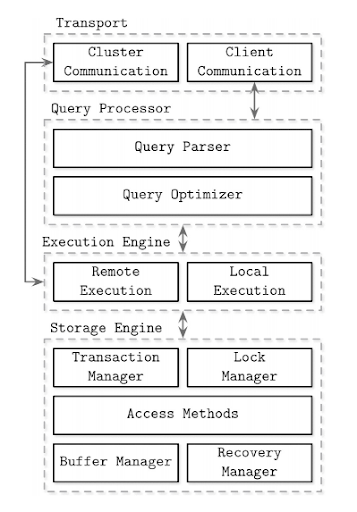 Transport
Cluster
Communication
Client
Communication
Query Processor
Query Parser
Query Optimizer
Execution Engine
Remote
Execution
Local
Execution
Storage Engine
Transaction
Manager
Lock
Manager
Access Methods
Buffer Manager
Recovery
Manager